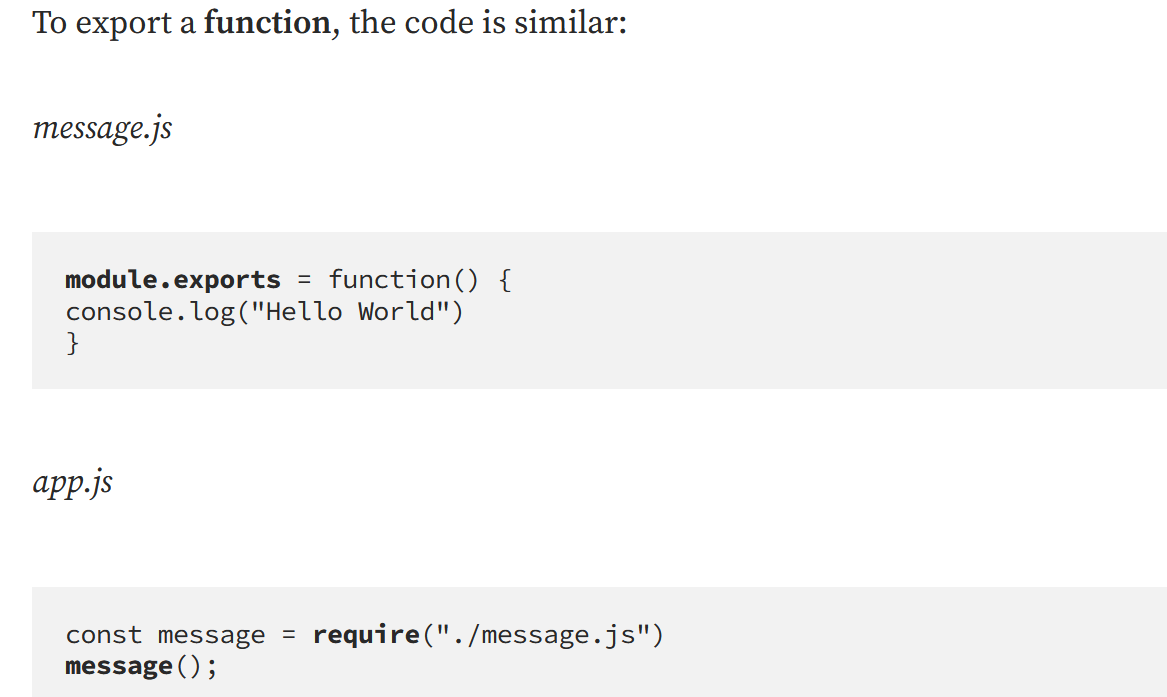 To export a function, the code is similar:
message.js
module.exports = function() {
console.log("Hello World")
}
app.js
const message = require("./message.js")
message();